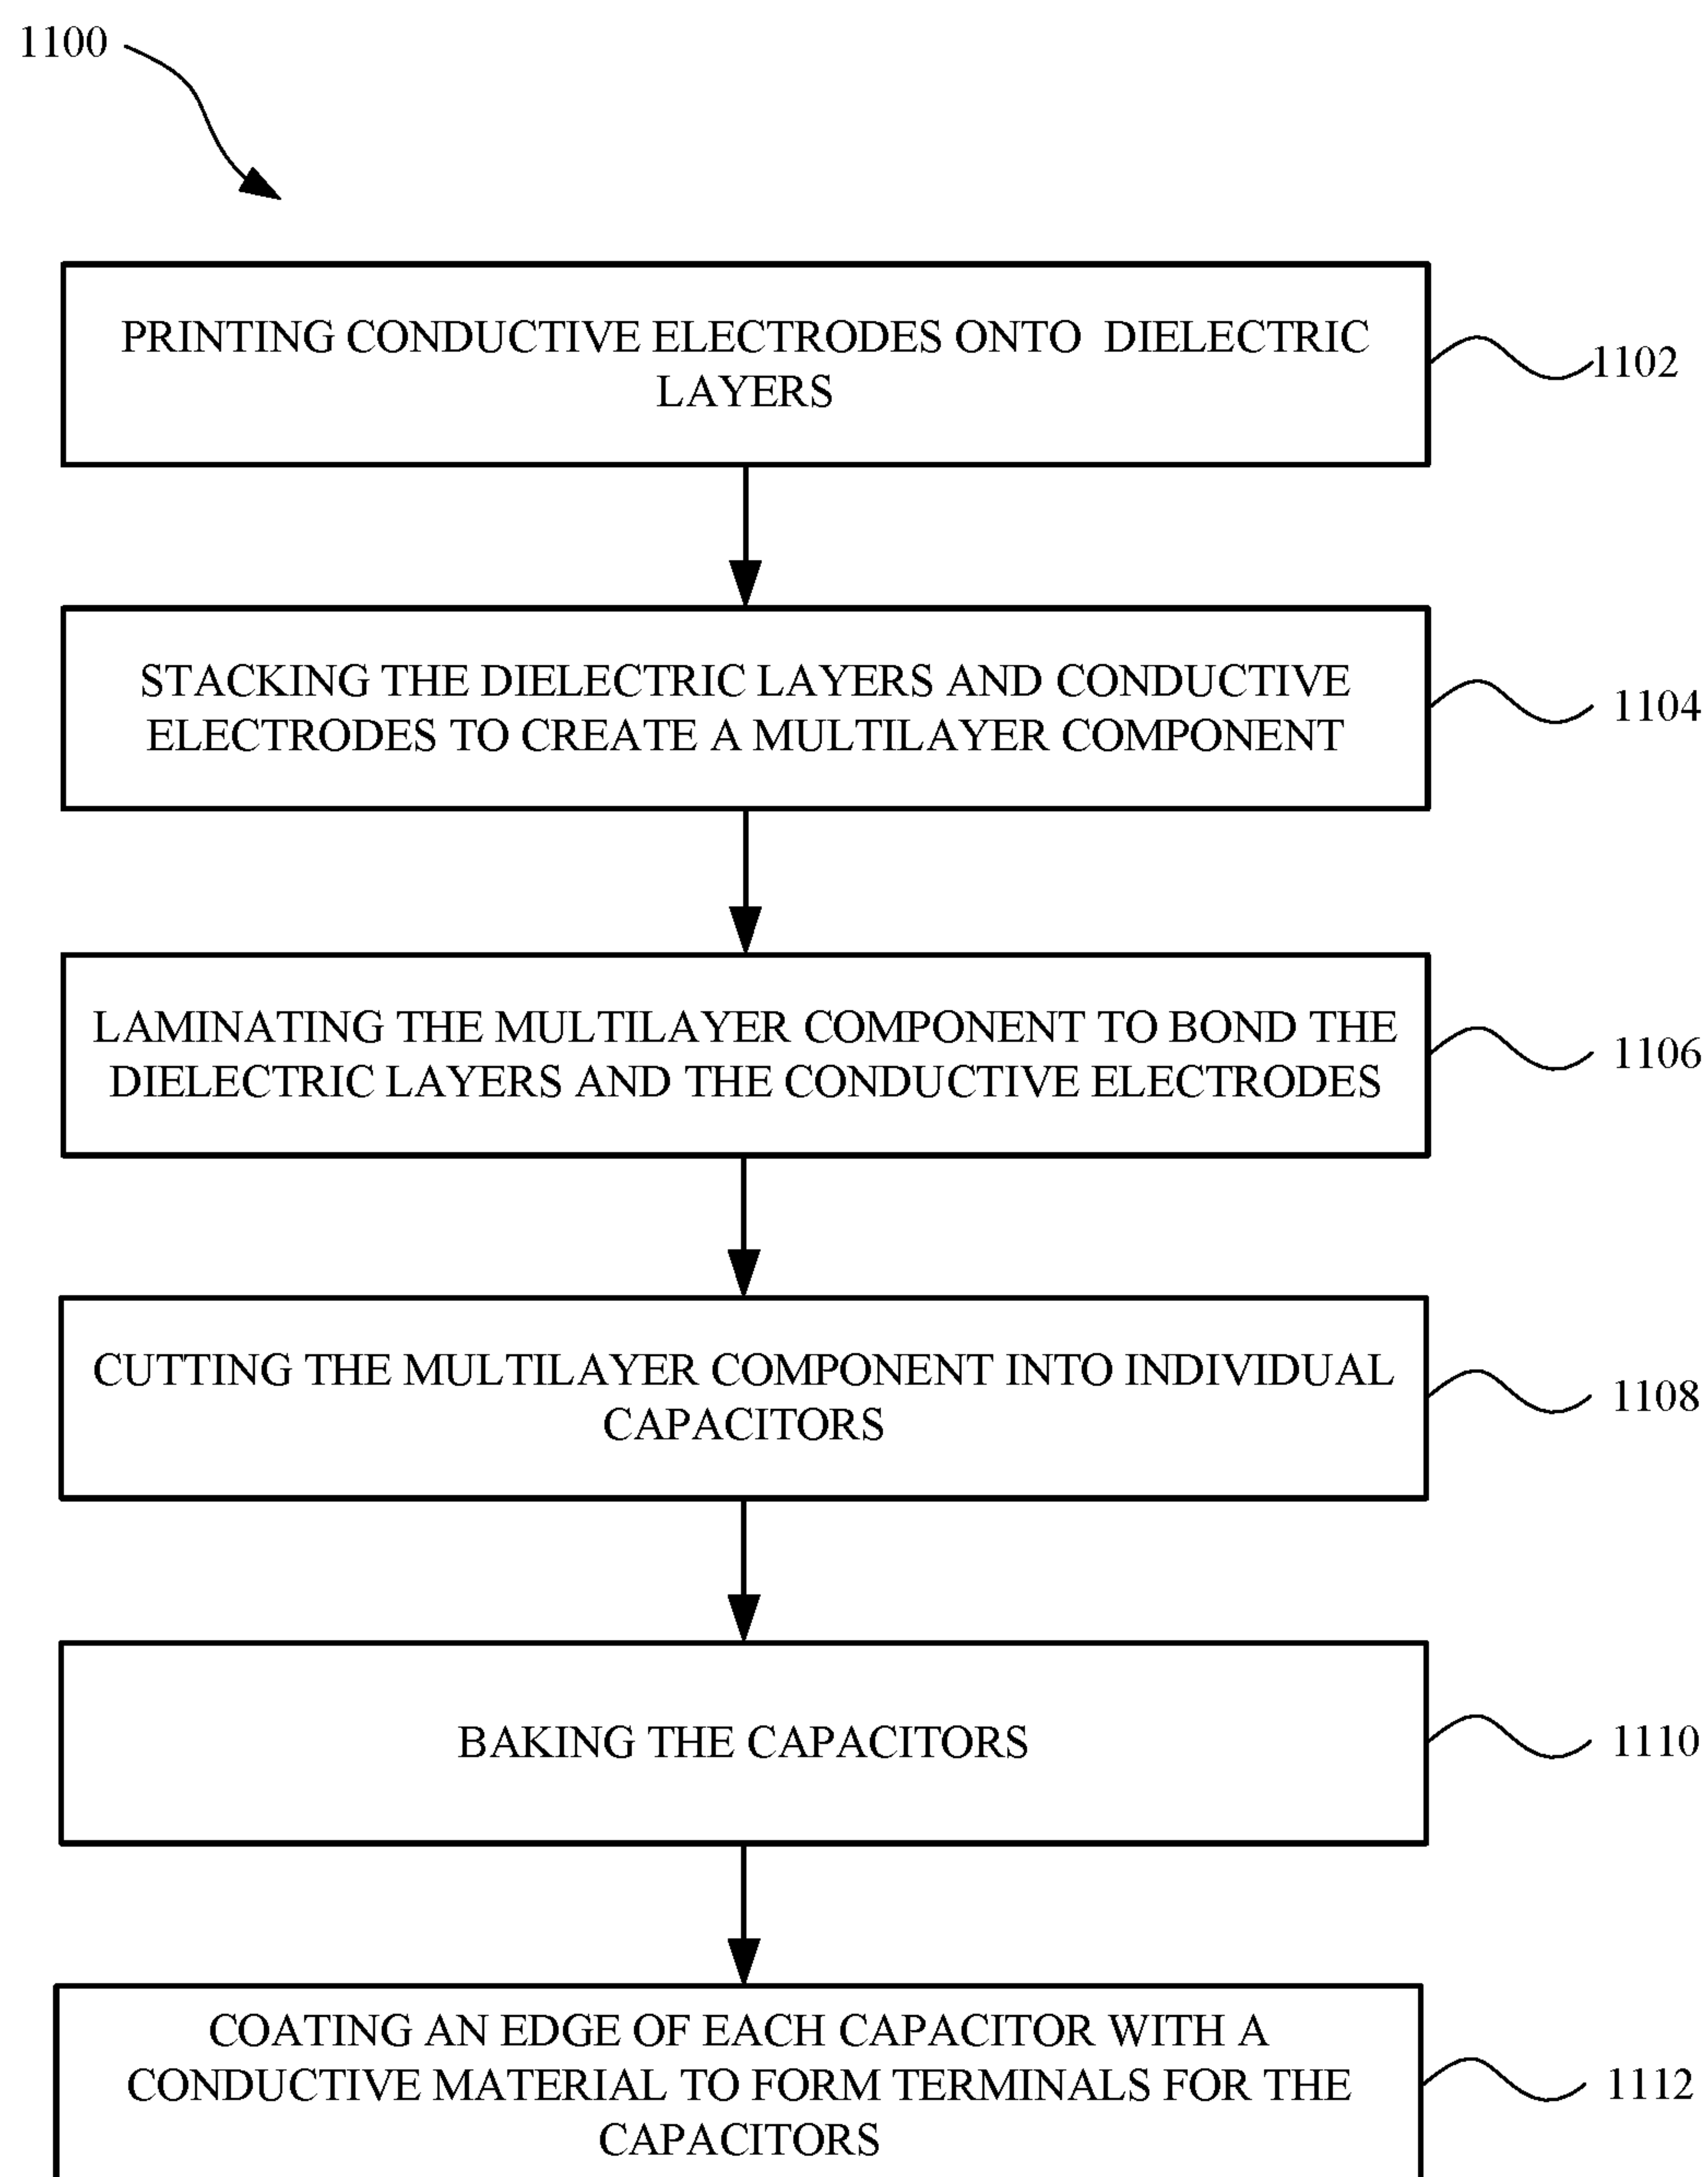 1100
PRINTING CONDUCTIVE ELECTRODES ONTO DIELECTRIC
LAYERS
1102
STACKING THE DIELECTRIC LAYERS AND CONDUCTIVE
ELECTRODES TO CREATE A MULTILAYER COMPONENT
1104
LAMINATING THE MULTILAYER COMPONENT TO BOND THE
DIELECTRIC LAYERS AND THE CONDUCTIVE ELECTRODES
1106
CUTTING THE MULTILAYER COMPONENT INTO INDIVIDUAL
CAPACITORS
1108
BAKING THE CAPACITORS
1110
COATING AN EDGE OF EACH CAPACITOR WITH A
CONDUCTIVE MATERIAL TO FORM TERMINALS FOR THE
CAPACITORS
1112